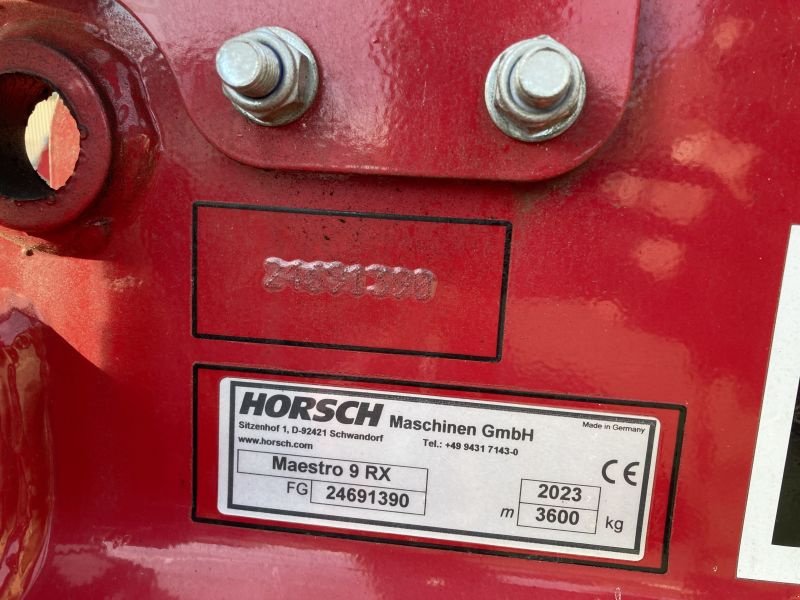 24691390
HORSCH Maschinen GmbH Made in Germany
Sitzenhof 1, D-92421 Schwandorf Tel.: +49 9431 7143-0
www.horsch.com
Maestro 9 RX
FG 24691390
2023
m 3600 kg
CE